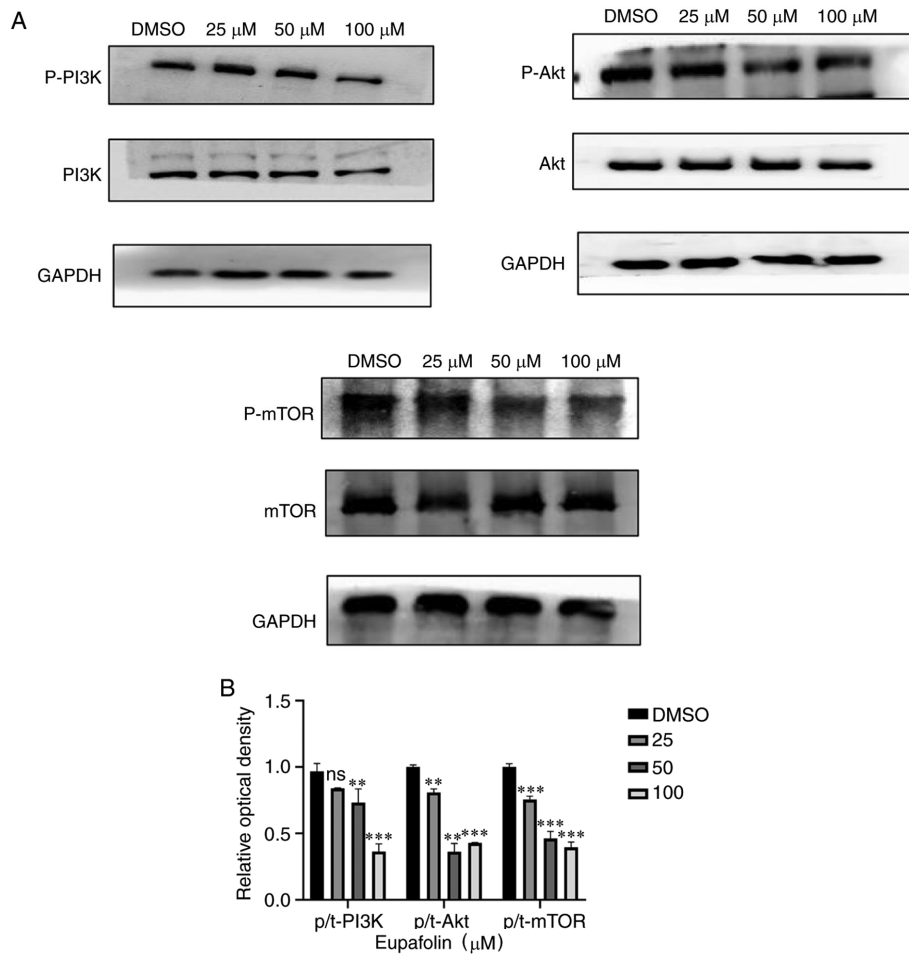 A
DMSO 25 μM 50 μM 100 μM
P-PI3K
PI3K
GAPDH
DMSO 25 μM 50 μM 100 μM
P-Akt
Akt
GAPDH
DMSO 25 μM 50 μM 100 μM
P-mTOR
mTOR
GAPDH
B
Relative optical density
1.5
1.0
0.5
0.0
ns ** *** ** ** *** *** *** ***
p/t-PI3K p/t-Akt p/t-mTOR
Eupafolin (μM)
DMSO
25
50
100